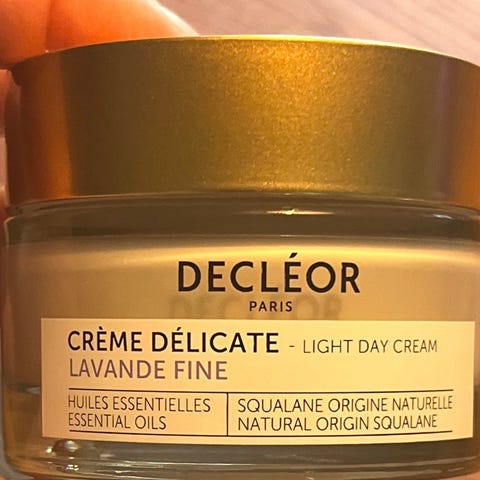 DECLÉOR
PARIS
CRÈME DÉLICATE - LIGHT DAY CREAM
LAVANDE FINE
HUILES ESSENTIELLES
ESSENTIAL OILS
SQUALANE ORIGINE NATURELLE
NATURAL ORIGIN SQUALANE